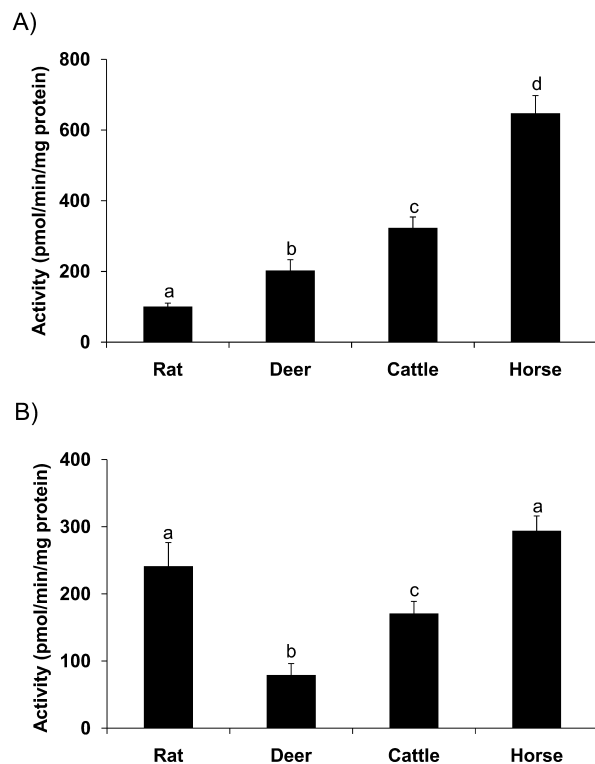 A)
Activity (pmol/min/mg protein)
800
600
400
200
0
a
b
c
d
Rat Deer Cattle Horse
B)
Activity (pmol/min/mg protein)
400
300
200
100
0
a
b
c
a
Rat Deer Cattle Horse